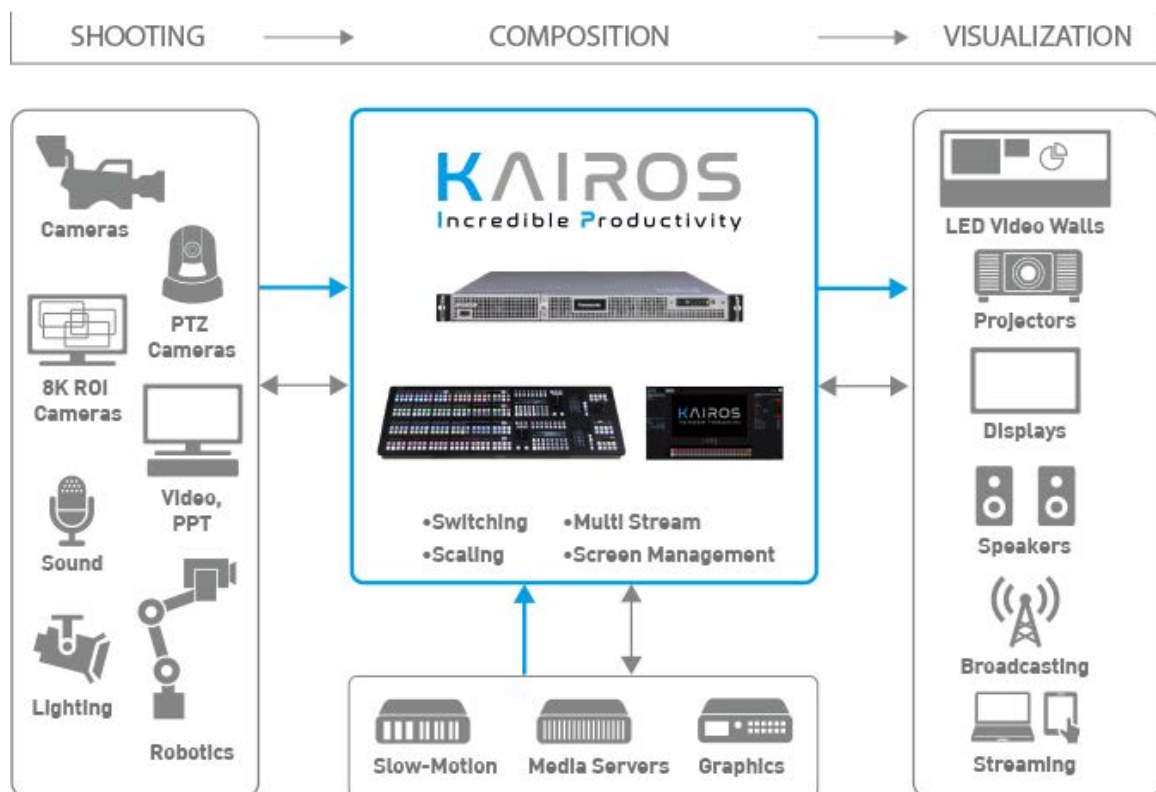 SHOOTING
COMPOSITION
VISUALIZATION
Cameras
PTZ
Cameras
8K ROI
Cameras
Video,
PPT
Sound
Lighting
Robotics
KAIROS
Incredible Productivity
Panasonic
KAIROS
•Switching
•Multi Stream
•Scaling
•Screen Management
Slow-Motion
Media Servers
Graphics
LED Video Walls
Projectors
Displays
Speakers
Broadcasting
Streaming